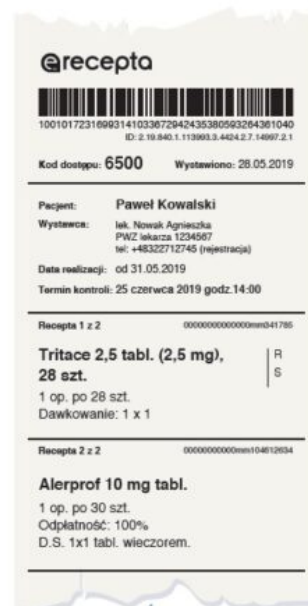 erecepta
10010172316993141033672942435380593264361040
ID: 2.19.840.1.113993.3.4424.2.7.14997.2.1
Kod dostępu: 6500 Wystawiono: 28.05.2019
Pacjent: Paweł Kowalski
Wystawca: lek. Nowak Agnieszka
PWZ lekarza 1234567
tel: +48322712745 (rejestracja)
Data realizacji: od 31.05.2019
Termin kontroli: 25 czerwca 2019 godz.14:00
Recepta 1 z 2 00000000000000mm341785
Tritace 2,5 tabl. (2,5 mg), R
28 szt. S
1 op. po 28 szt.
Dawkowanie: 1 x 1
Recepta 2 z 2 00000000000mm104612634
Alerprof 10 mg tabl.
1 op. po 30 szt.
Odpłatność: 100%
D.S. 1x1 tabl. wieczorem.